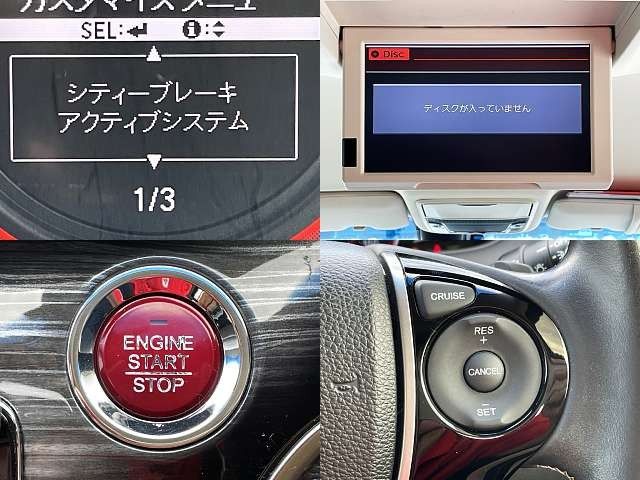 カスタマイズメニュー
SEL: i:
シティーブレーキ
アクティブシステム
1/3
Disc
ディスクが入っていません
ENGINE
START
STOP
CRUISE
RES
+
CANCEL
−
SET